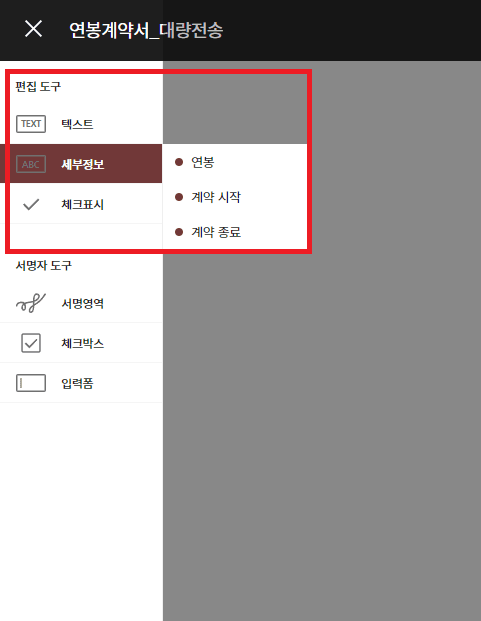 연봉계약서_대량전송
편집 도구
TEXT 텍스트
ABC 세부정보
연봉
체크표시
계약 시작
계약 종료
서명자 도구
서명영역
체크박스
입력폼